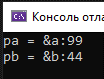 Консоль отла
pa = &a:99
pb = &b:44